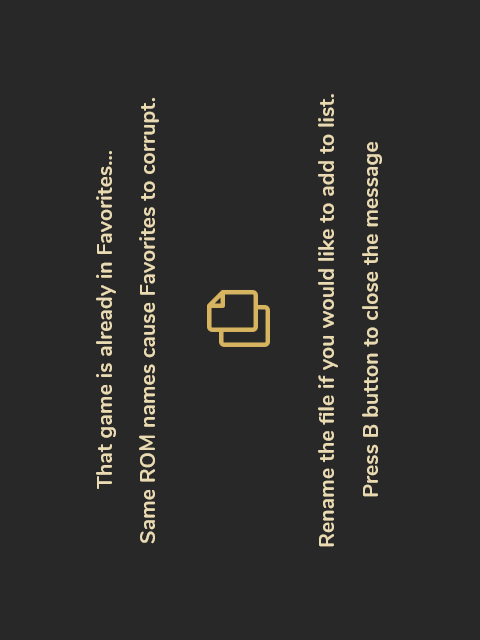 That game is already in Favorites...
Same ROM names cause Favorites to corrupt.
Rename the file if you would like to add to list.
Press B button to close the message